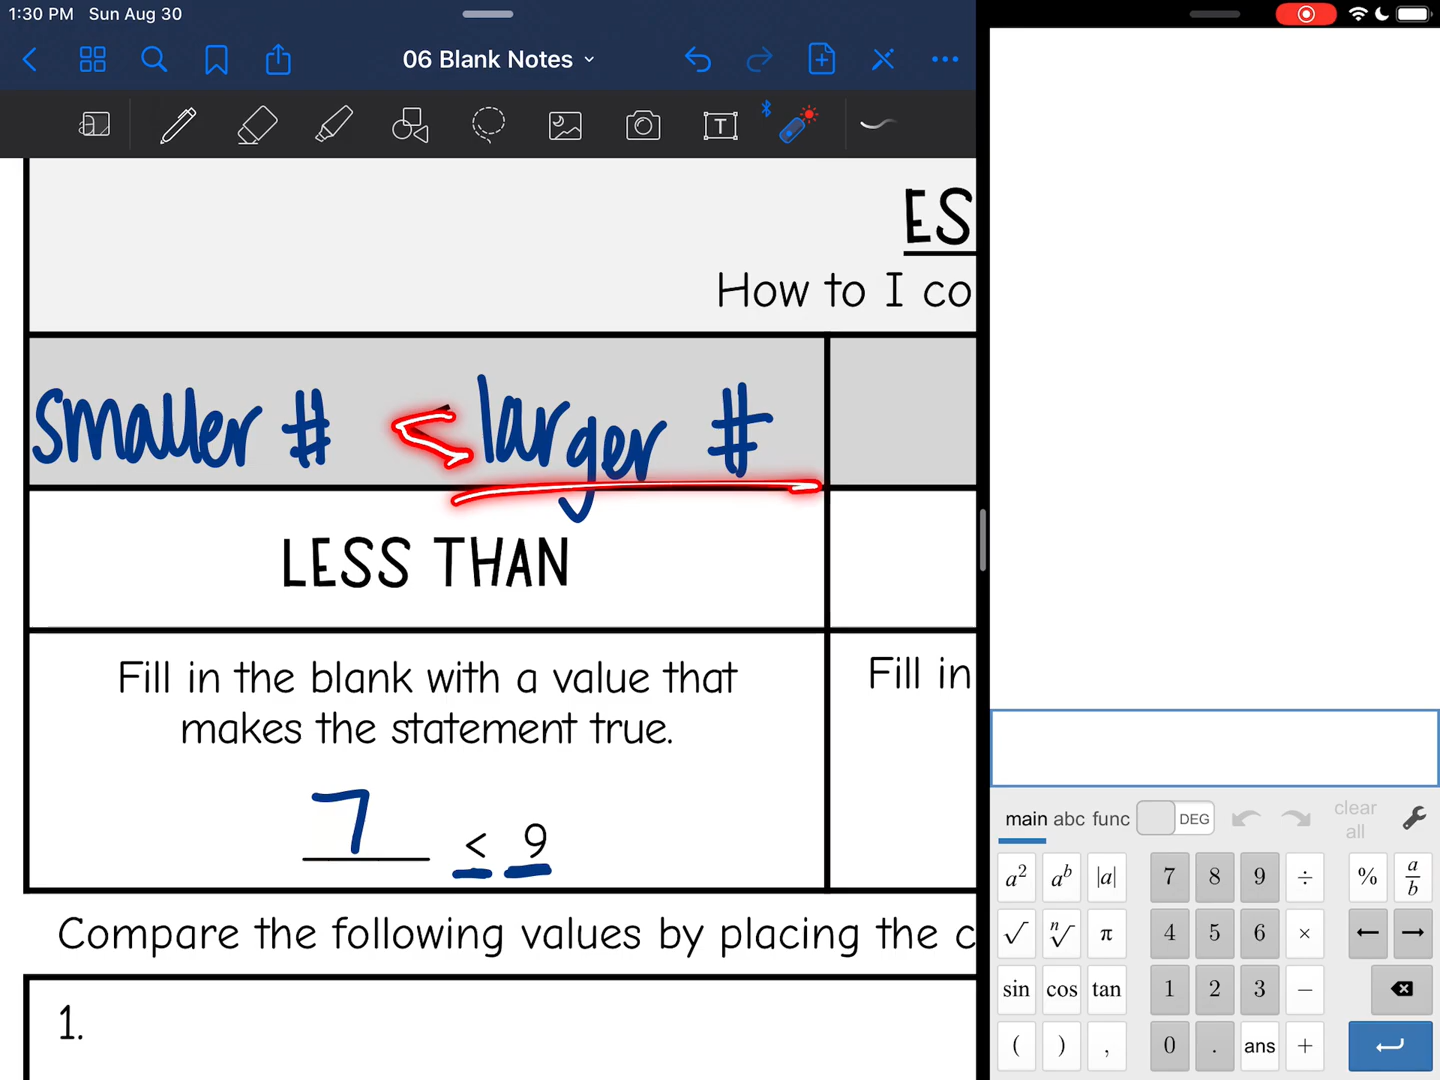 1:30 PM Sun Aug 30
06 Blank Notes
T
ES
How to I co
smaller # < larger #
LESS THAN
Fill in the blank with a value that
makes the statement true.
7 < 9
Fill in
Compare the following values by placing the c
1.
main abc func DEG clear all
a² aᵇ |a| 7 8 9 ÷ % a/b
√ ⁿ√ π 4 5 6 × ← →
sin cos tan 1 2 3 −
( ) , 0 . ans +